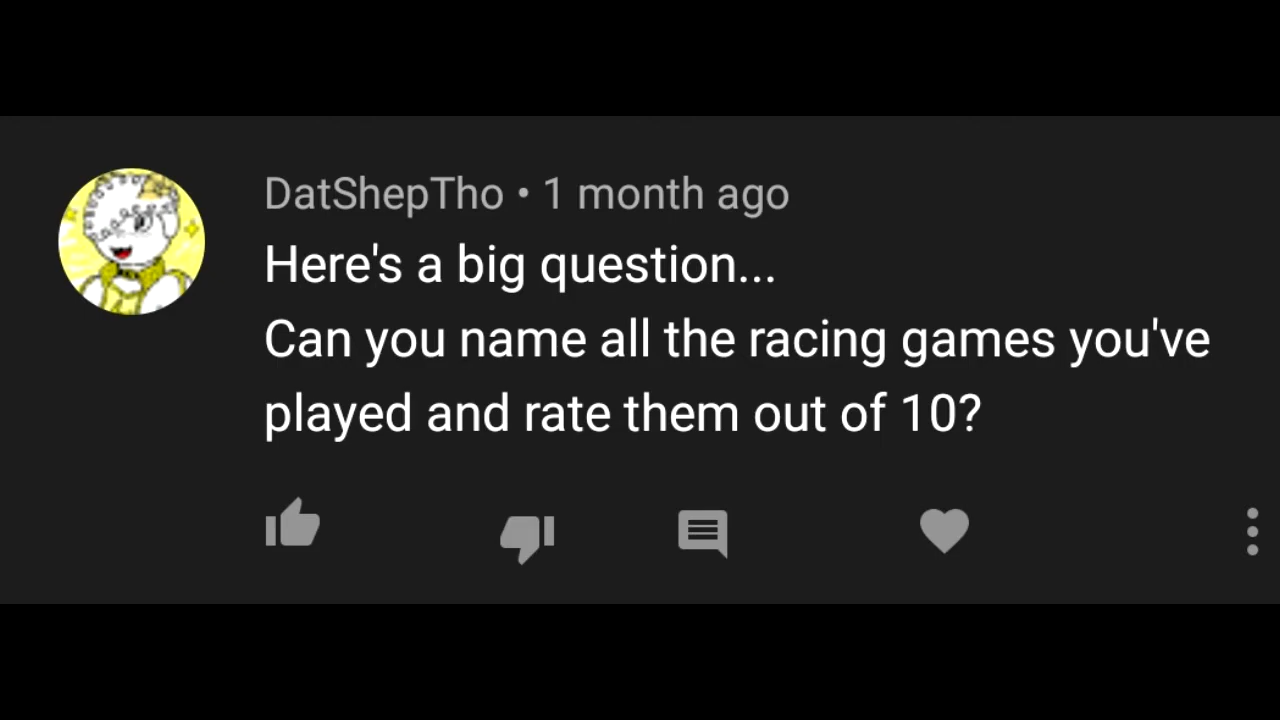 DatShepTho • 1 month ago
Here's a big question...
Can you name all the racing games you've
played and rate them out of 10?